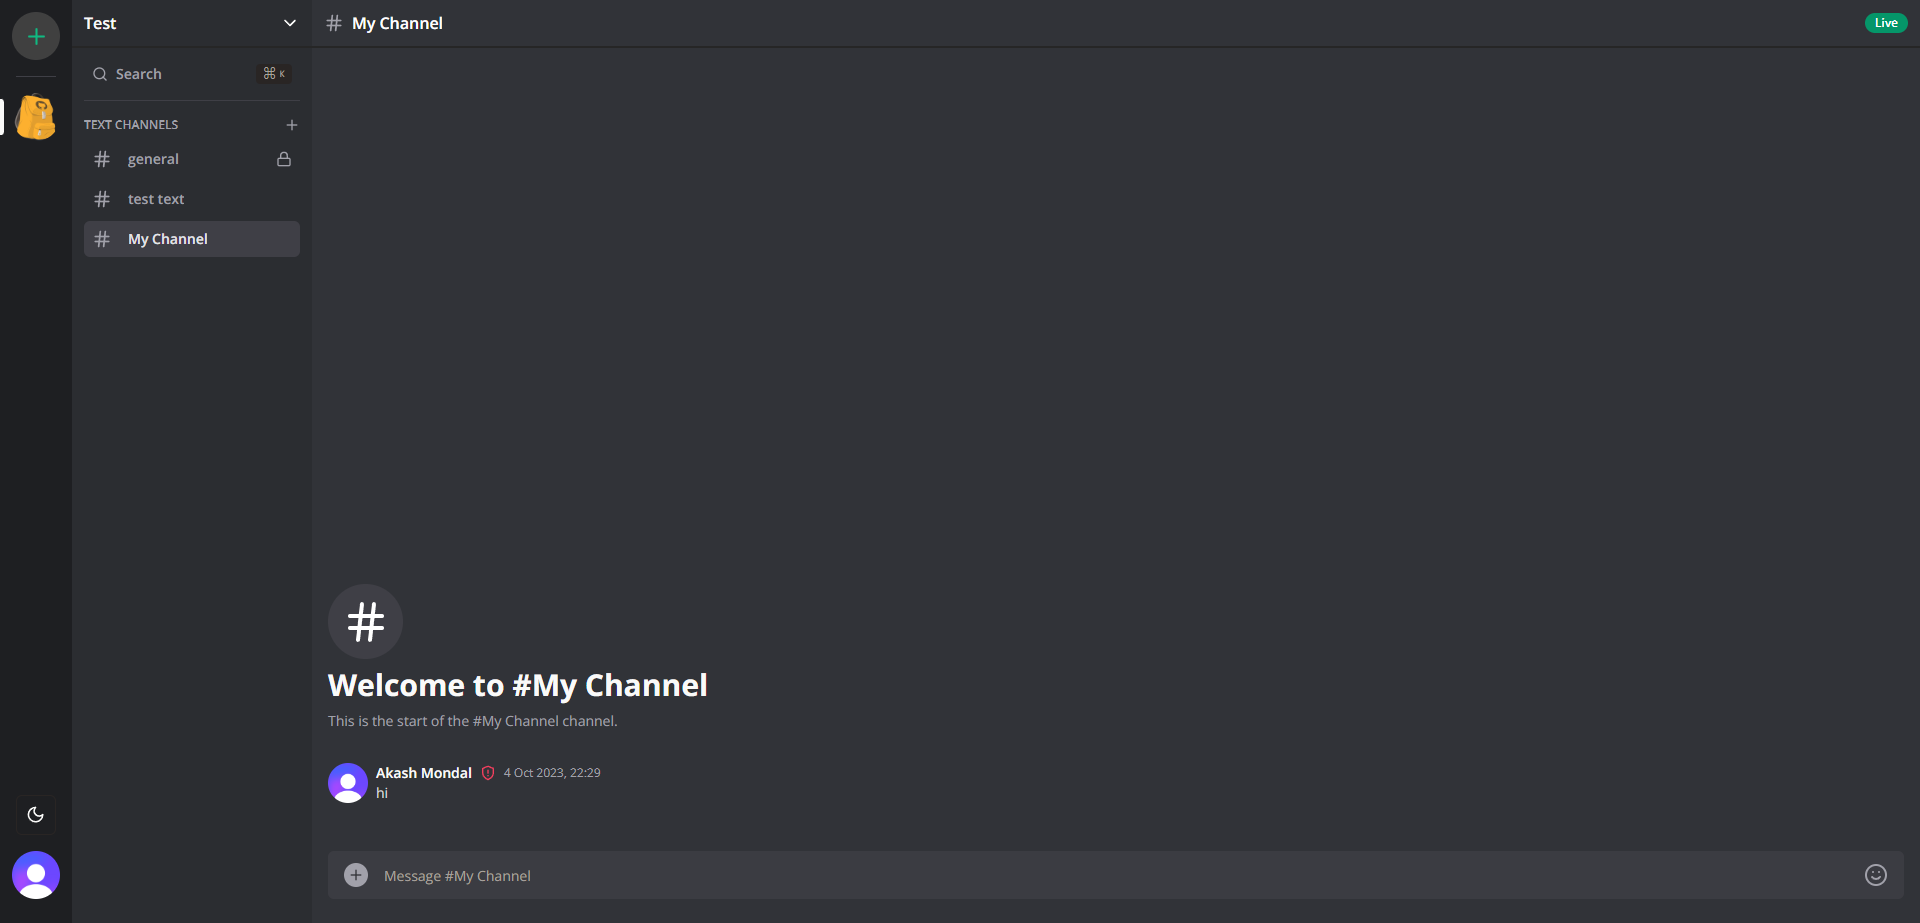 Test
Search
⌘ K
TEXT CHANNELS
general
test text
My Channel
My Channel
Live
Welcome to #My Channel
This is the start of the #My Channel channel.
Akash Mondal 4 Oct 2023, 22:29
hi
Message #My Channel